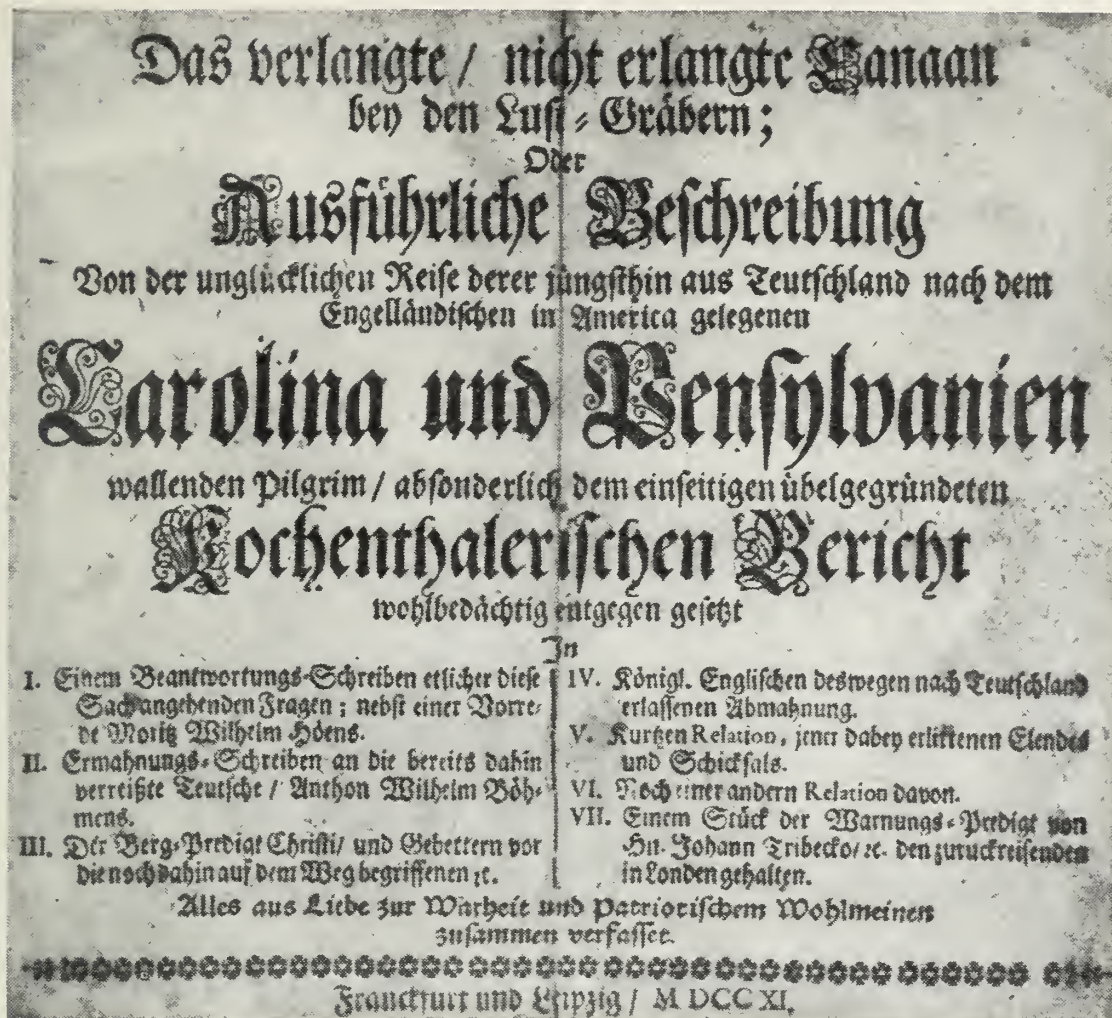 Das verlangte / nicht erlangte Canaan
bey den Lust-Gräbern;
Oder
Ausführliche Beschreibung
Von der unglücklichen Reise derer jüngsthin aus Teutschland nach dem
Engelländischen in America gelegenen
Carolina und Pensylvanien
wallenden Pilgrim / absonderlich dem einseitigen übelgegründeten
Kochenthalerischen Bericht
wohlbedächtig entgegen gesetzt
In
I. Einem Beantwortungs-Schreiben etlicher diese
Sach angehenden Fragen; nebst einer Vorre-
de Moritz Wilhelm Höens.
II. Ermahnungs-Schreiben an die bereits dahin
verreißte Teutsche / Anthon Wilhelm Böh-
mens.
III. Der Berg-Predigt Christi / und Gebettern vor
die noch dahin auf dem Weg begriffenen ꝛc.
IV. Königl. Englischen deswegen nach Teutschland
erlassenen Abmahnung.
V. Kurtzen Relation, jener dabey erlittenen Elendes
und Schicksals.
VI. Noch einer andern Relation davon.
VII. Einem Stück der Warnungs-Predigt von
Hn. Johann Tribecko / ꝛc. den zuruckreisenden
in Londen gehalten.
Alles aus Liebe zur Warheit und Patriotischem Wohlmeinen
zusammen verfasset.
Franckfurt und Leipzig / M DCC XI.